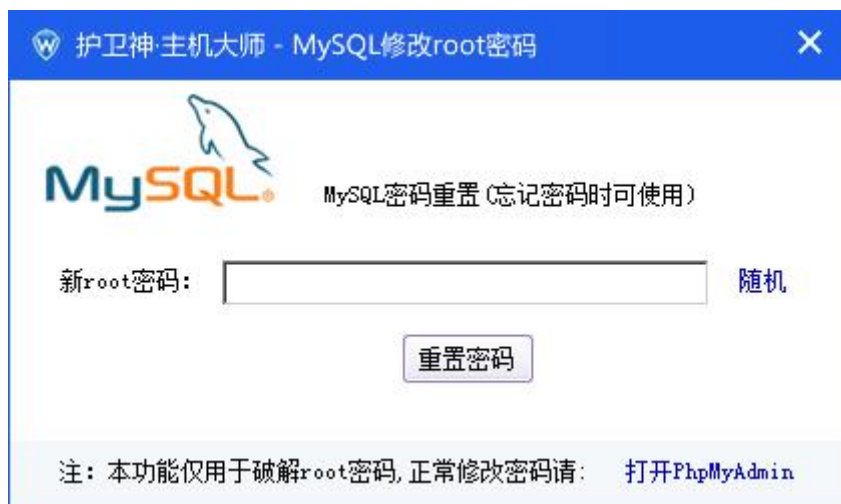 护卫神·主机大师 - MySQL修改root密码
MySQL®
MySQL密码重置(忘记密码时可使用)
新root密码: 随机
重置密码
注: 本功能仅用于破解root密码,正常修改密码请: 打开PhpMyAdmin